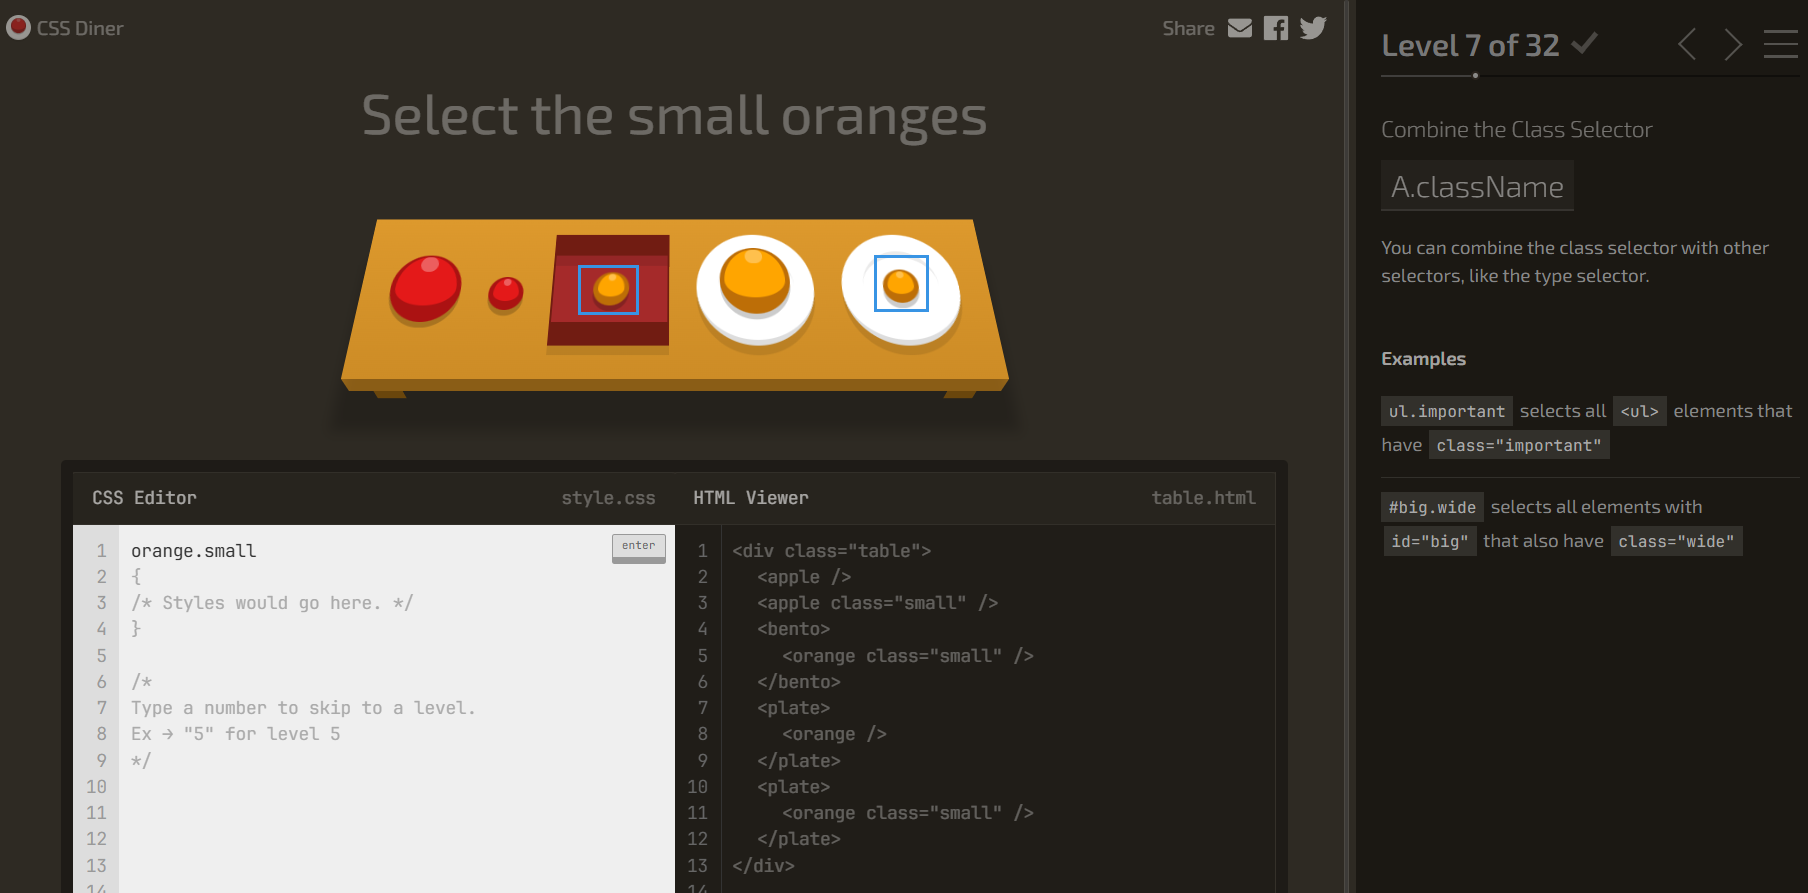 CSS Diner
Share
Select the small oranges
CSS Editor
style.css
1 orange.small
enter
2 {
3 /* Styles would go here. */
4 }
5
6 /*
7 Type a number to skip to a level.
8 Ex → "5" for level 5
9 */
10
11
12
13
14
HTML Viewer
table.html
1 <div class="table">
2 <apple />
3 <apple class="small" />
4 <bento>
5 <orange class="small" />
6 </bento>
7 <plate>
8 <orange />
9 </plate>
10 <plate>
11 <orange class="small" />
12 </plate>
13 </div>
14
Level 7 of 32
Combine the Class Selector
A.className
You can combine the class selector with other
selectors, like the type selector.
Examples
ul.important selects all <ul> elements that
have class="important"
#big.wide selects all elements with
id="big" that also have class="wide"